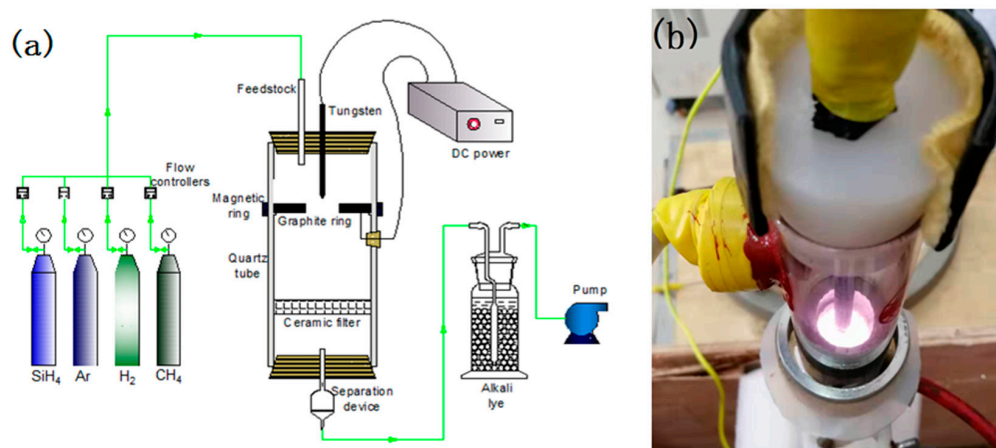 (a)
(b)
Feedstock
Tungsten
DC power
Flow
controllers
Magnetic
ring
Graphite ring
Quartz
tube
Ceramic filter
Pump
SiH4
Ar
H2
CH4
Separation
device
Alkali
lye